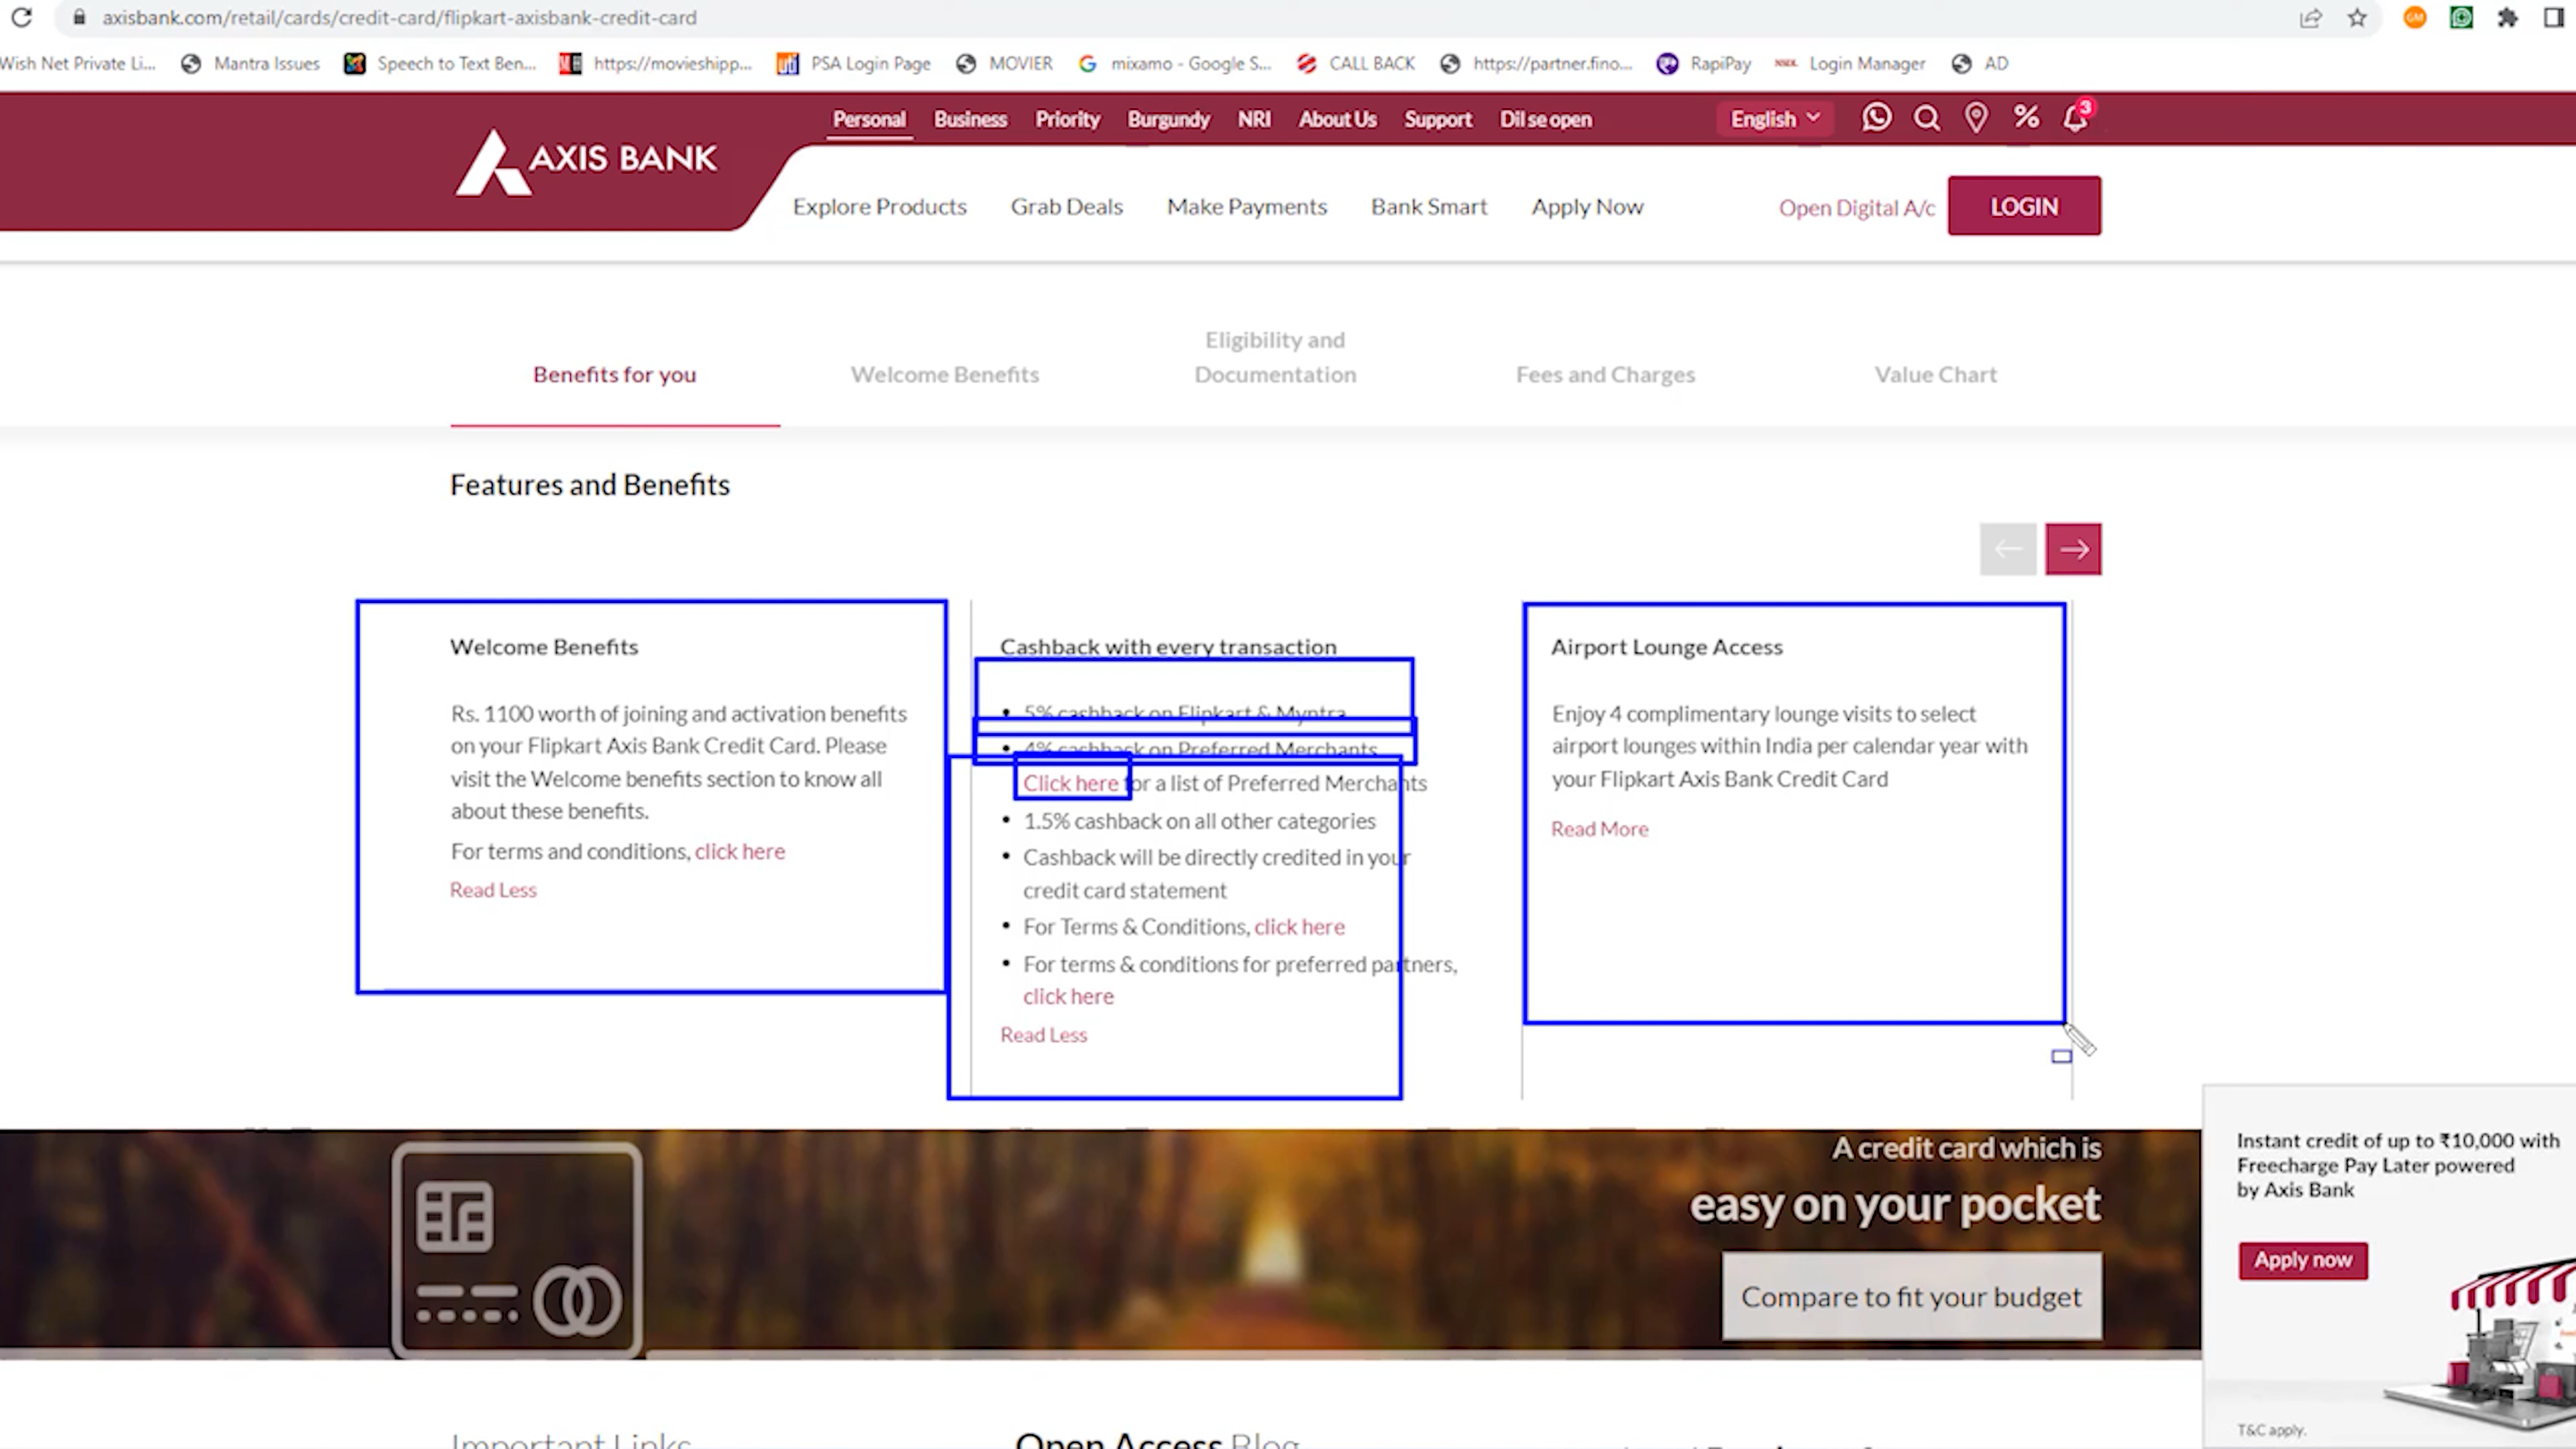 axisbank.com/retail/cards/credit-card/flipkart-axisbank-credit-card
Wish Net Private Li... Mantra Issues Speech to Text Ben... https://movieshipp... PSA Login Page MOVIER mixamo - Google S... CALL BACK https://partner.fino... RapiPay Login Manager AD
Personal Business Priority Burgundy NRI About Us Support Dil se open English 3
AXIS BANK
Explore Products Grab Deals Make Payments Bank Smart Apply Now Open Digital A/c LOGIN
Benefits for you
Welcome Benefits
Eligibility and
Documentation
Fees and Charges
Value Chart
Features and Benefits
Welcome Benefits
Rs. 1100 worth of joining and activation benefits
on your Flipkart Axis Bank Credit Card. Please
visit the Welcome benefits section to know all
about these benefits.
For terms and conditions, click here
Read Less
Cashback with every transaction
• 5% cashback on Flipkart & Myntra
• 4% cashback on Preferred Merchants
Click here for a list of Preferred Merchants
• 1.5% cashback on all other categories
• Cashback will be directly credited in your
credit card statement
• For Terms & Conditions, click here
• For terms & conditions for preferred partners,
click here
Read Less
Airport Lounge Access
Enjoy 4 complimentary lounge visits to select
airport lounges within India per calendar year with
your Flipkart Axis Bank Credit Card
Read More
A credit card which is
easy on your pocket
Compare to fit your budget
Instant credit of up to ₹10,000 with
Freecharge Pay Later powered
by Axis Bank
Apply now
T&C apply.
Important Links
Open Access Blog